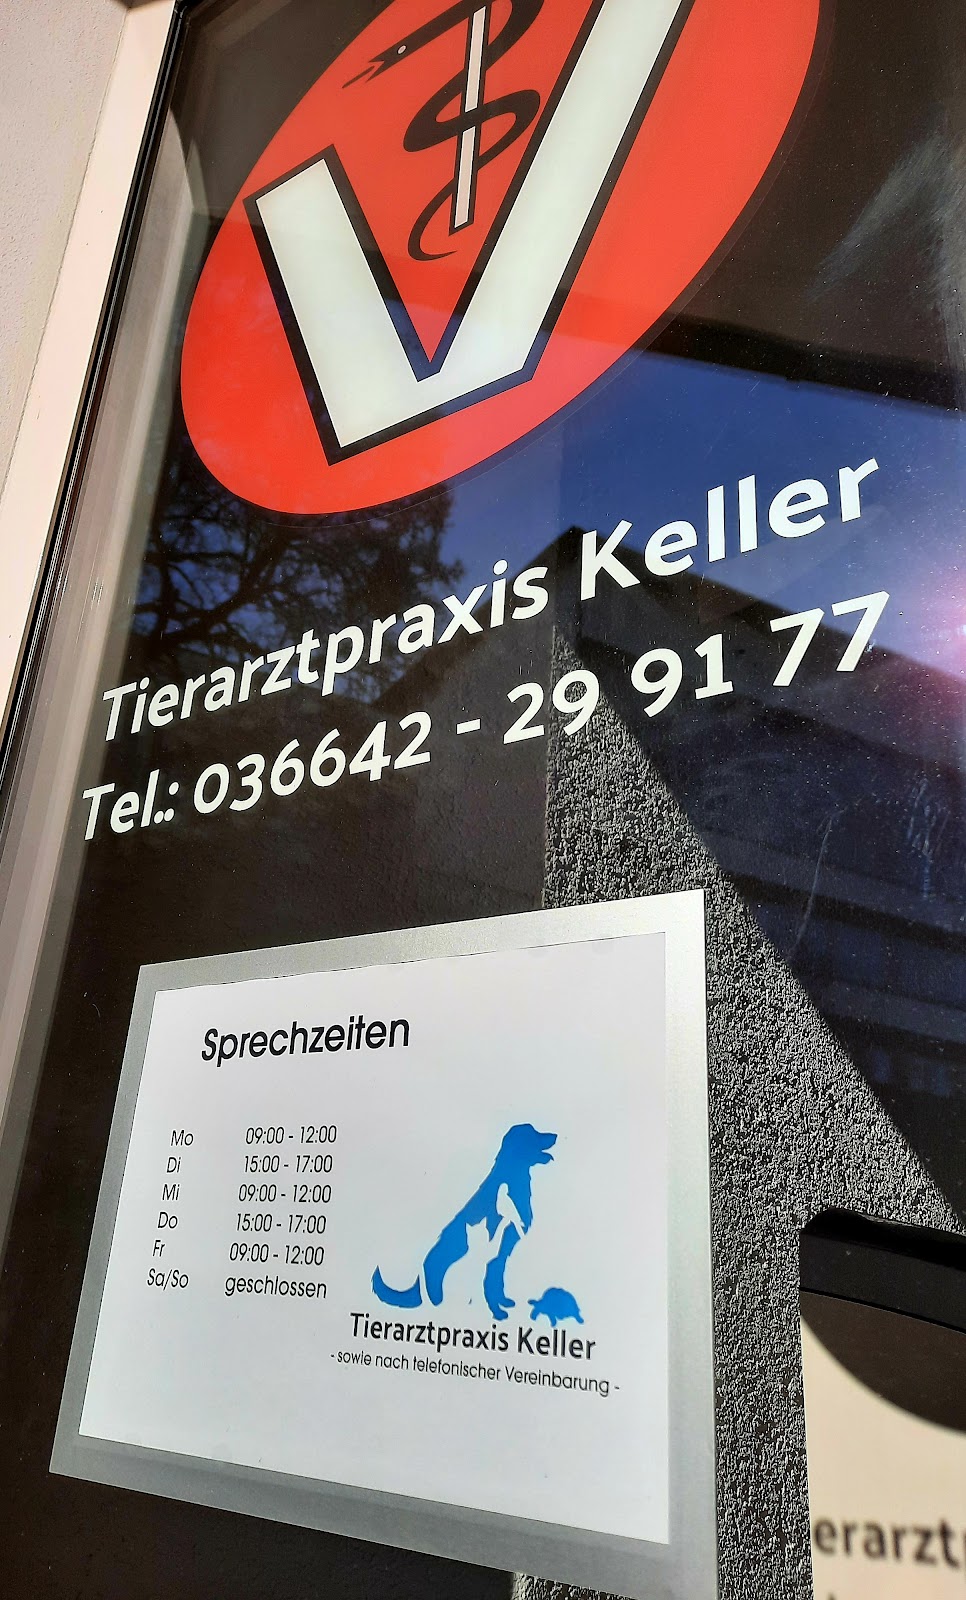 V
Tierarztpraxis Keller
Tel.: 036642 - 29 91 77
Sprechzeiten
Mo 09:00 - 12:00
Di 15:00 - 17:00
Mi 09:00 - 12:00
Do 15:00 - 17:00
Fr 09:00 - 12:00
Sa/So geschlossen
Tierarztpraxis Keller
- sowie nach telefonischer Vereinbarung -